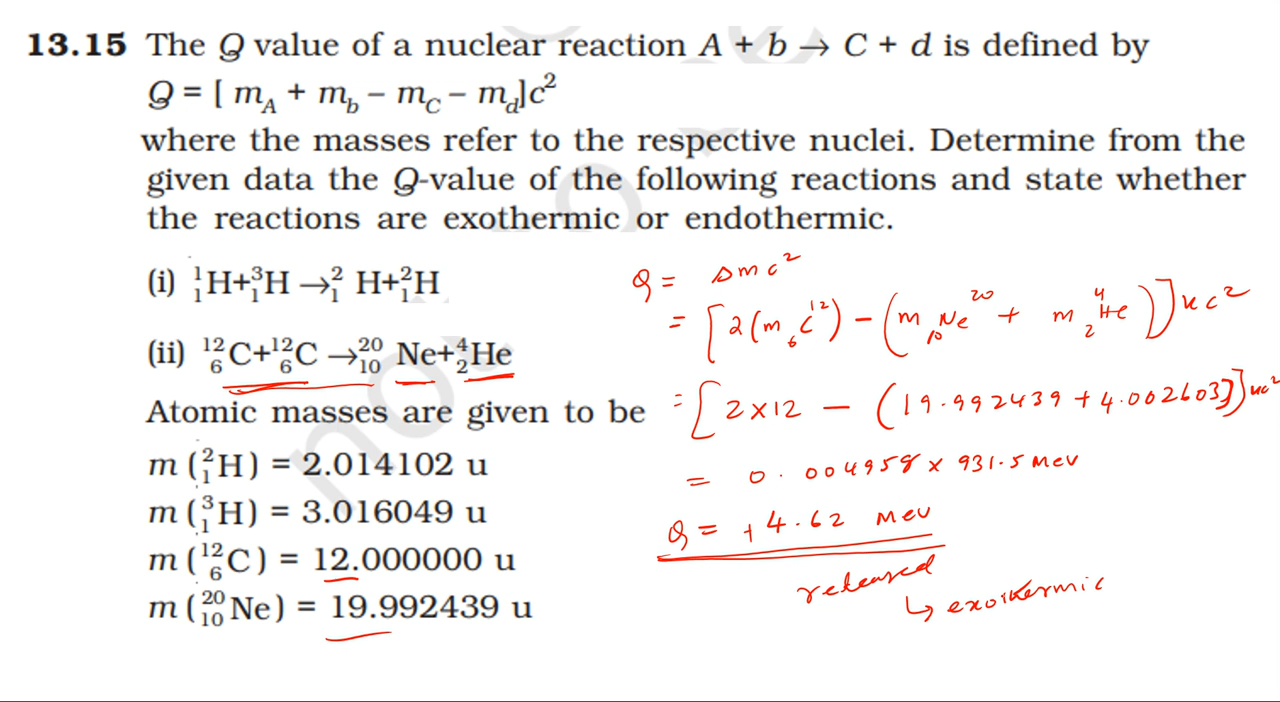 13.15 The Q value of a nuclear reaction A + b → C + d is defined by
Q = [ m_A + m_b – m_C – m_d]c²
where the masses refer to the respective nuclei. Determine from the
given data the Q-value of the following reactions and state whether
the reactions are exothermic or endothermic.
(i) ¹₁H+³₁H →²₁ H+²₁H
(ii) ¹²₆C+¹²₆C →²⁰₁₀ Ne+⁴₂He
Atomic masses are given to be
m (²₁H) = 2.014102 u
m (³₁H) = 3.016049 u
m (¹²₆C) = 12.000000 u
m (²⁰₁₀Ne) = 19.992439 u
Q = Δmc²
= [2(m ₆C¹²) – (m ₁₀Ne²⁰ + m ₂He⁴)]uc²
= [2×12 – (19.992439 + 4.002603)]uc²
= 0.004958 × 931.5 MeV
Q = +4.62 MeV
released
↳ exothermic